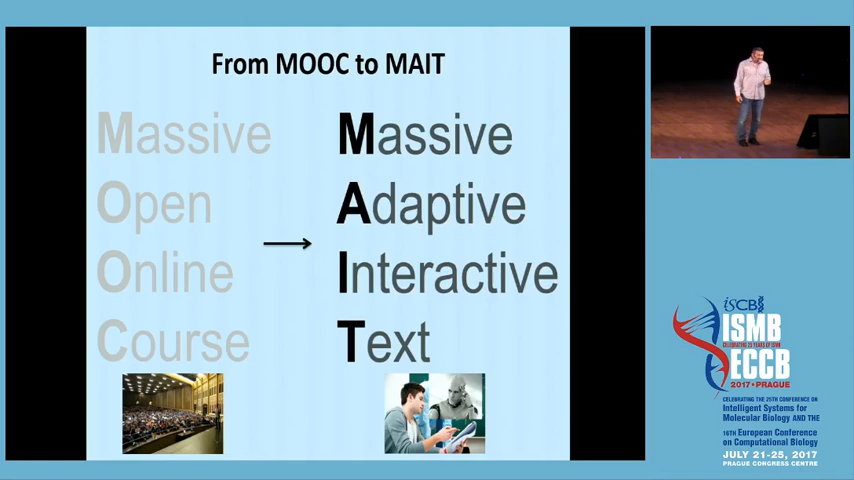 From MOOC to MAIT
Massive
Open
Online
Course
Massive
Adaptive
Interactive
Text
iSCB
ISMB
CELEBRATING 25 YEARS OF ISMB
ECCB
2017 • PRAGUE
CELEBRATING THE 25TH CONFERENCE ON
Intelligent Systems for
Molecular Biology AND THE
16TH European Conference
on Computational Biology
JULY 21-25, 2017
PRAGUE CONGRESS CENTRE